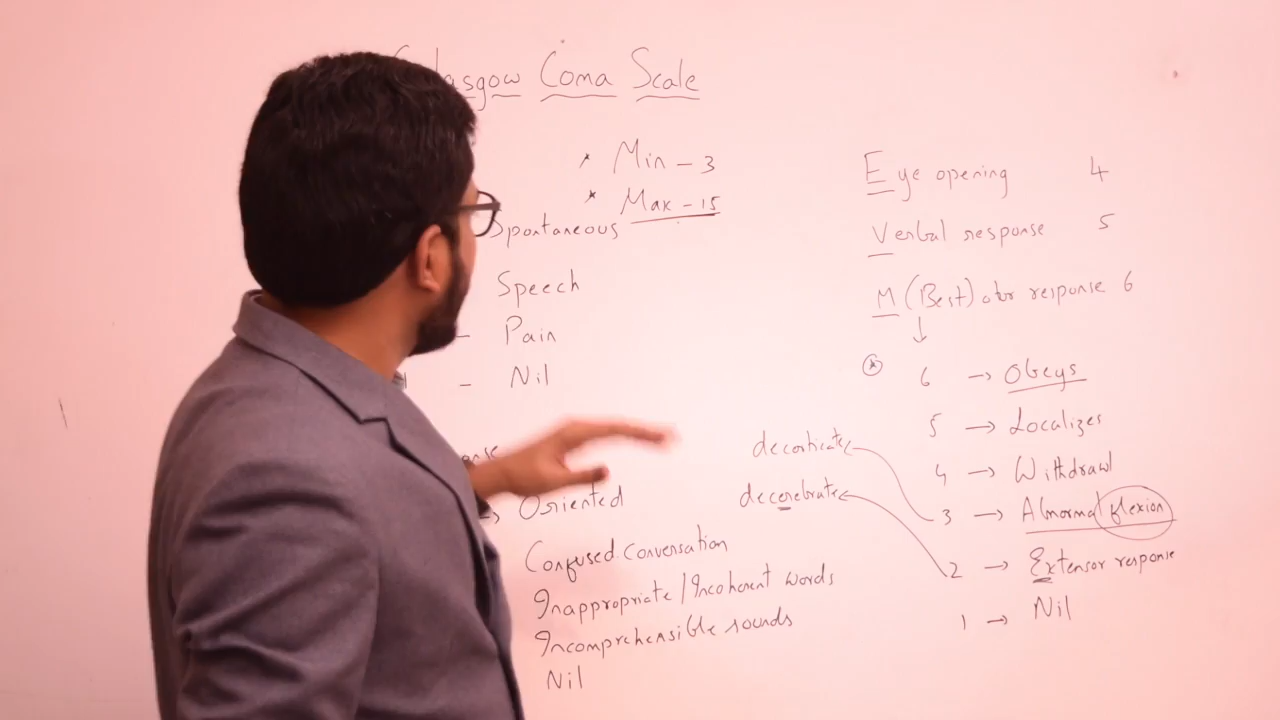 Glasgow Coma Scale
* Min - 3
* Max - 15
Spontaneous
Speech
- Pain
- Nil
Oriented
Confused conversation
Inappropriate / Incoherent words
Incomprehensible sounds
Nil
Eye opening 4
Verbal response 5
M (Best) otor response 6
6 → Obeys
5 → Localizes
4 → Withdrawl
decorticate 3 → Abnormal flexion
decerebrate 2 → Extensor response
1 → Nil